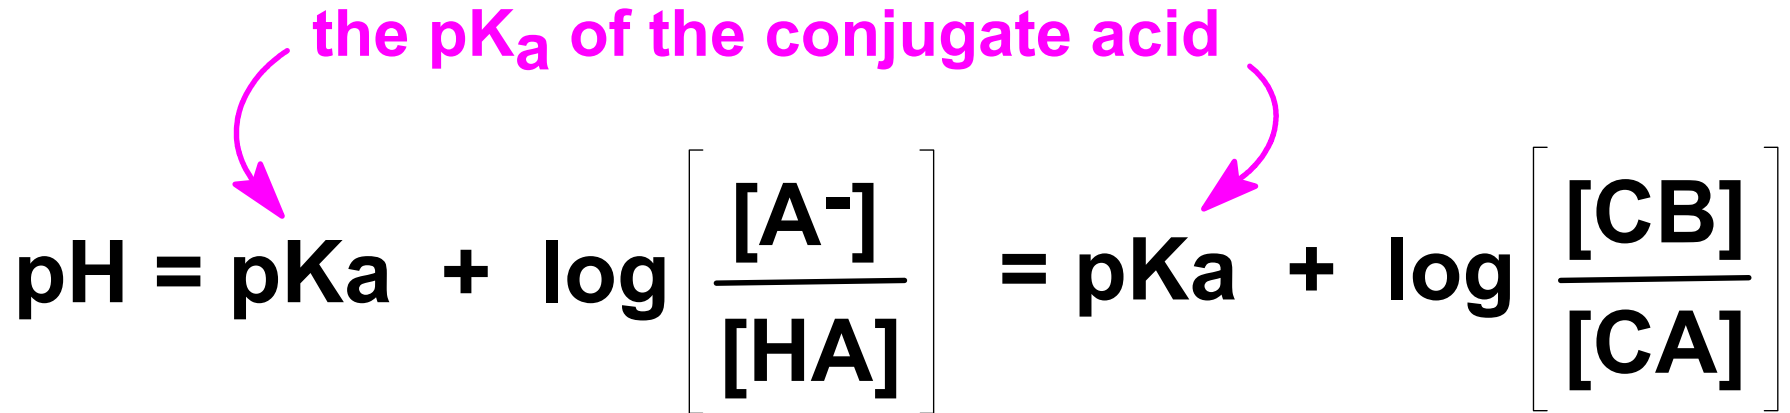 the pKa of the conjugate acid
pH = pKa + log [ [A-] / [HA] ] = pKa + log [ [CB] / [CA] ]